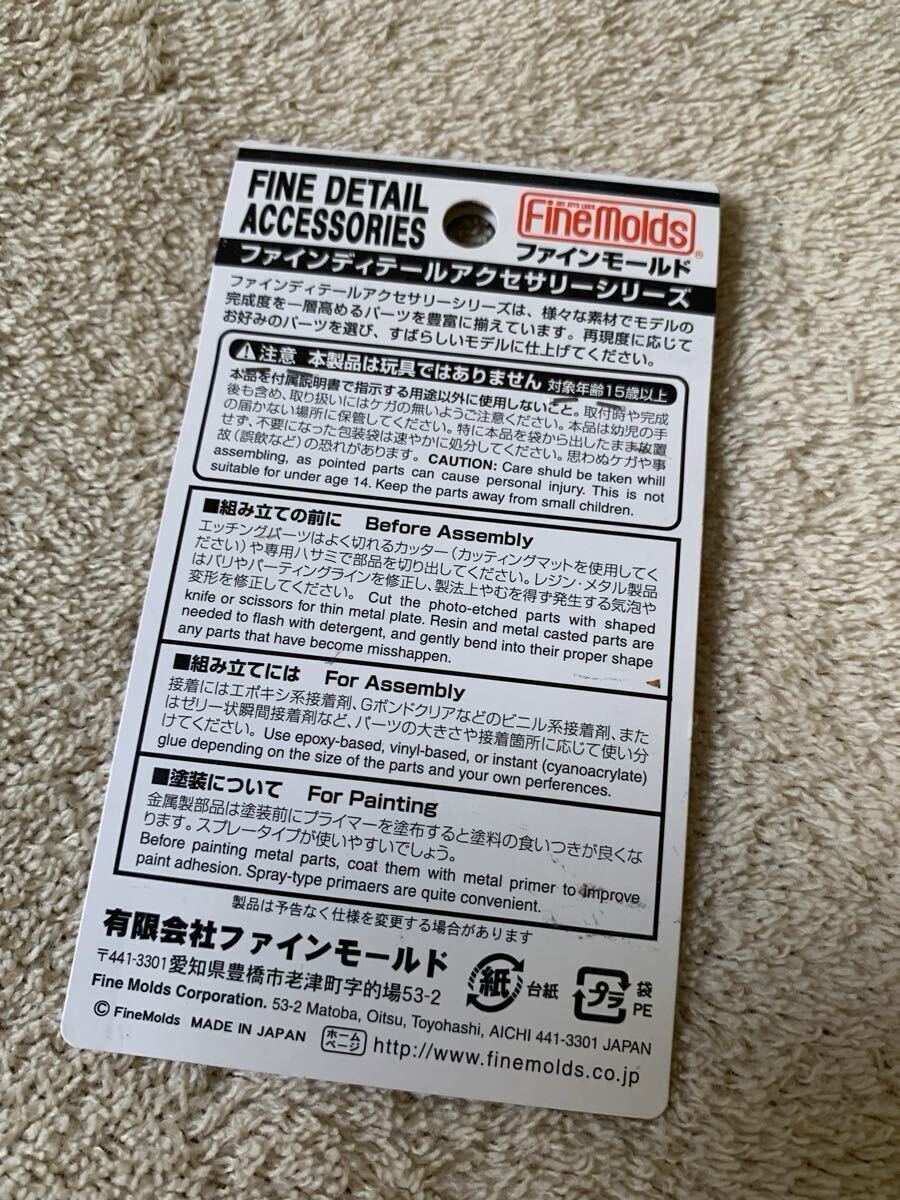 FINE DETAIL
ACCESSORIES
FineMolds
®
ファインモールド
ファインディテールアクセサリーシリーズ
ファインディテールアクセサリーシリーズは、様々な素材でモデルの
完成度を一層高めるパーツを豊富に揃えています。再現度に応じて
お好みのパーツを選び、すばらしいモデルに仕上げてください。
注意 本製品は玩具ではありません 対象年齢15歳以上
本品を付属説明書で指示する用途以外に使用しないこと。取付時や完成
後も含め、取り扱いにはケガの無いようご注意ください。本品は幼児の手
の届かない場所に保管してください。特に本品を袋から出したまま放置
せず、不要になった包装袋は速やかに処分してください。思わぬケガや事
故(誤飲など)の恐れがあります。 CAUTION: Care shuld be taken whill
assembling, as pointed parts can cause personal injury. This is not
suitable for under age 14. Keep the parts away from small children.
■組み立ての前に Before Assembly
エッチングパーツはよく切れるカッター(カッティングマットを使用してく
ださい)や専用ハサミで部品を切り出してください。レジン・メタル製品
はバリやパーティングラインを修正し、製法上やむを得ず発生する気泡や
変形を修正してください。 Cut the photo-etched parts with shaped
knife or scissors for thin metal plate. Resin and metal casted parts are
needed to flash with detergent, and gently bend into their proper shape
any parts that have become misshappen.
■組み立てには For Assembly
接着にはエポキシ系接着剤、Gボンドクリアなどのビニル系接着剤、また
はゼリー状瞬間接着剤など、パーツの大きさや接着箇所に応じて使い分
けてください。 Use epoxy-based, vinyl-based, or instant (cyanoacrylate)
glue depending on the size of the parts and your own perferences.
■塗装について For Painting
金属製部品は塗装前にプライマーを塗布すると塗料の食いつきが良くな
ります。スプレータイプが使いやすいでしょう。
Before painting metal parts, coat them with metal primer to improve
paint adhesion. Spray-type primaers are quite convenient.
製品は予告なく仕様を変更する場合があります
有限会社ファインモールド
〒441-3301愛知県豊橋市老津町字的場53-2
紙 台紙
プラ 袋 PE
Fine Molds Corporation. 53-2 Matoba, Oitsu, Toyohashi, AICHI 441-3301 JAPAN
© FineMolds MADE IN JAPAN ホームページ http://www.finemolds.co.jp